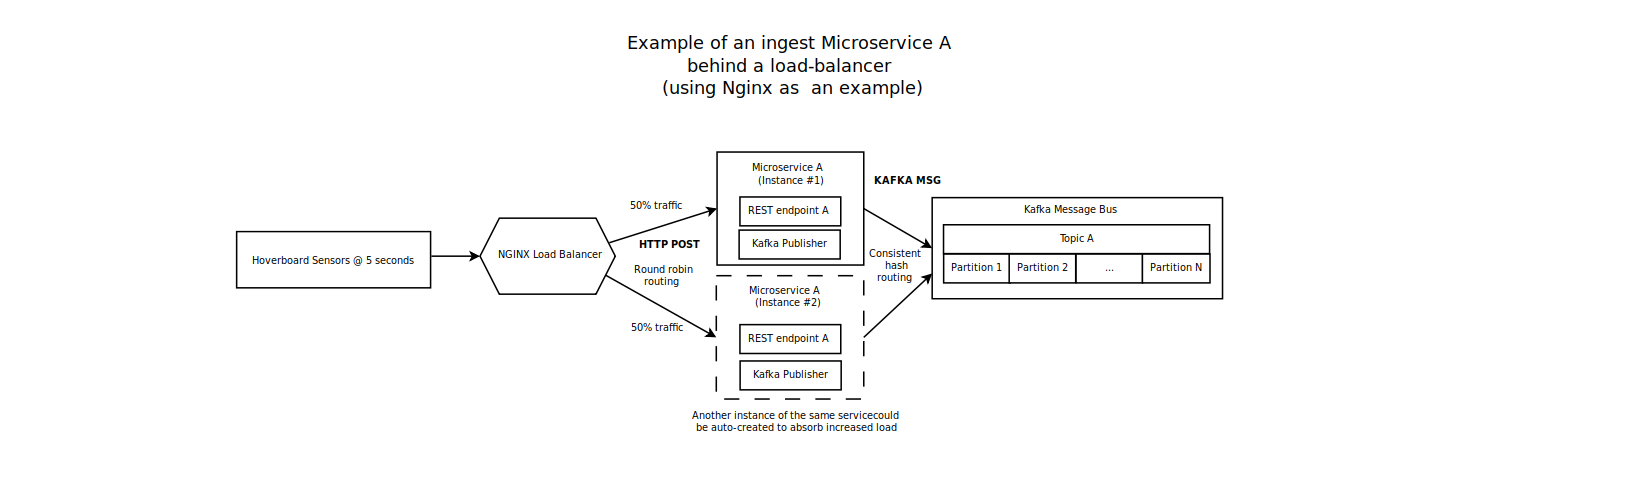 Example of an ingest Microservice A
behind a load-balancer
(using Nginx as  an example)
Hoverboard Sensors @ 5 seconds
NGINX Load Balancer
50% traffic
HTTP POST
Round robin
routing
50% traffic
Microservice A
(Instance #1)
REST endpoint A
Kafka Publisher
Microservice A
(Instance #2)
REST endpoint A
Kafka Publisher
Another instance of the same servicecould
be auto-created to absorb increased load
KAFKA MSG
Consistent
hash
routing
Kafka Message Bus
Topic A
Partition 1
Partition 2
...
Partition N